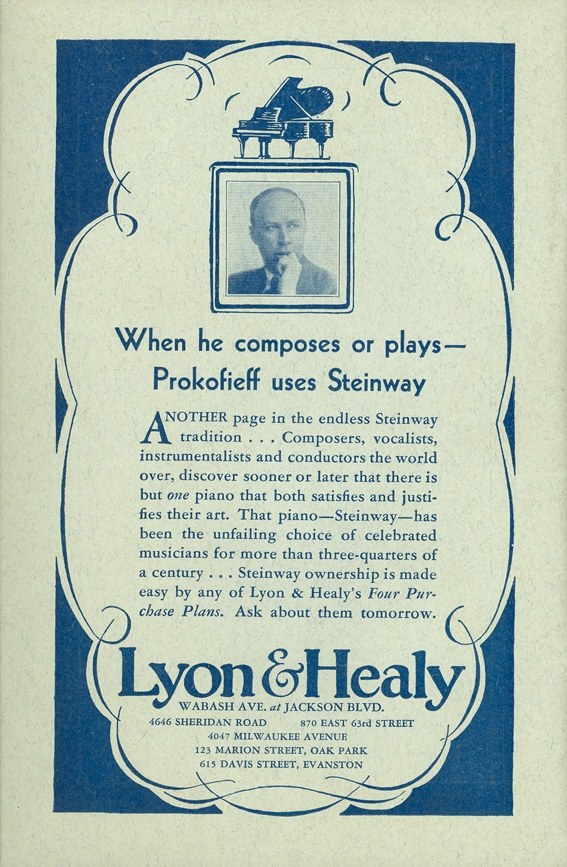 When he composes or plays—
Prokofieff uses Steinway
ANOTHER page in the endless Steinway
tradition . . . Composers, vocalists,
instrumentalists and conductors the world
over, discover sooner or later that there is
but one piano that both satisfies and justi-
fies their art. That piano—Steinway—has
been the unfailing choice of celebrated
musicians for more than three-quarters of
a century . . . Steinway ownership is made
easy by any of Lyon & Healy's Four Pur-
chase Plans. Ask about them tomorrow.
Lyon & Healy
WABASH AVE. at JACKSON BLVD.
4646 SHERIDAN ROAD 870 EAST 63rd STREET
4047 MILWAUKEE AVENUE
123 MARION STREET, OAK PARK
615 DAVIS STREET, EVANSTON